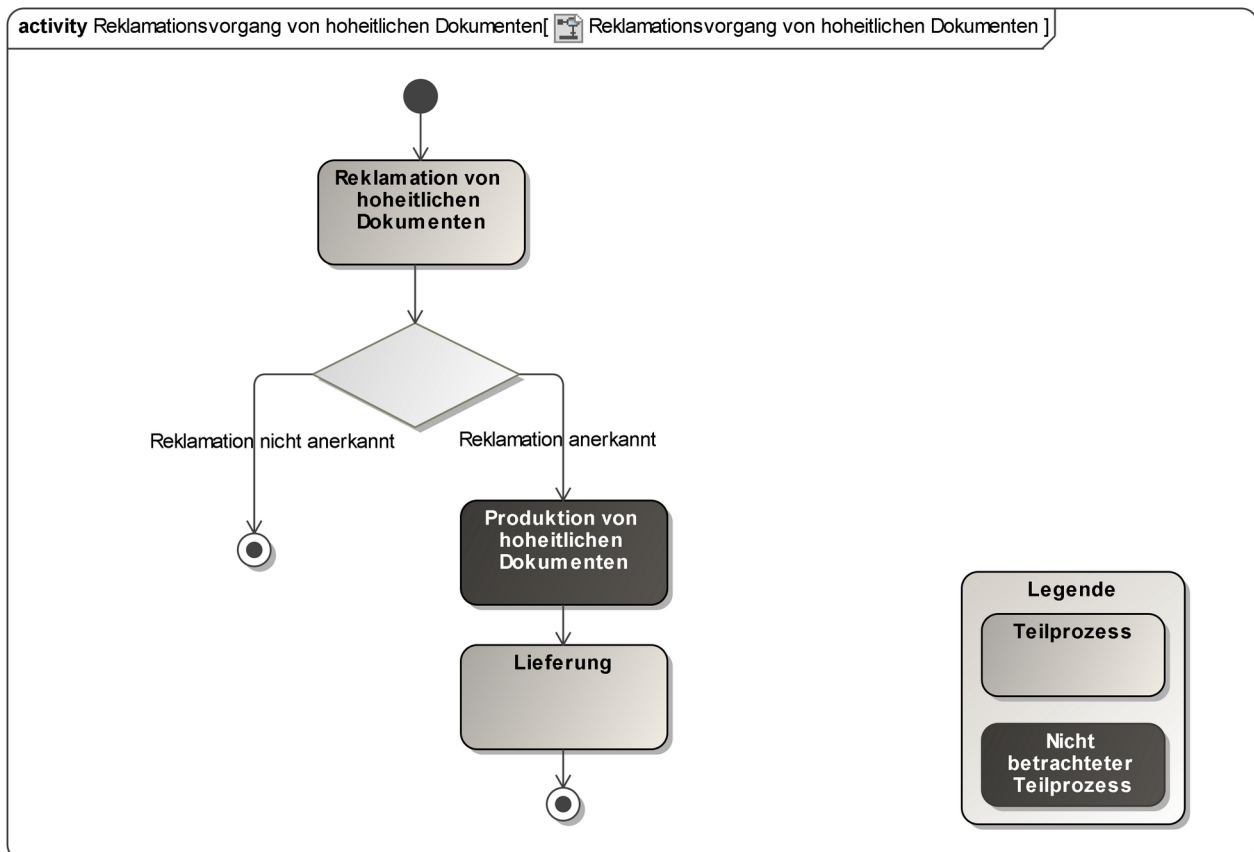 activity Reklamationsvorgang von hoheitlichen Dokumenten[ Reklamationsvorgang von hoheitlichen Dokumenten ]
Reklamation von
hoheitlichen
Dokumenten
Reklamation nicht anerkannt
Reklamation anerkannt
Produktion von
hoheitlichen
Dokumenten
Lieferung
Legende
Teilprozess
Nicht
betrachteter
Teilprozess